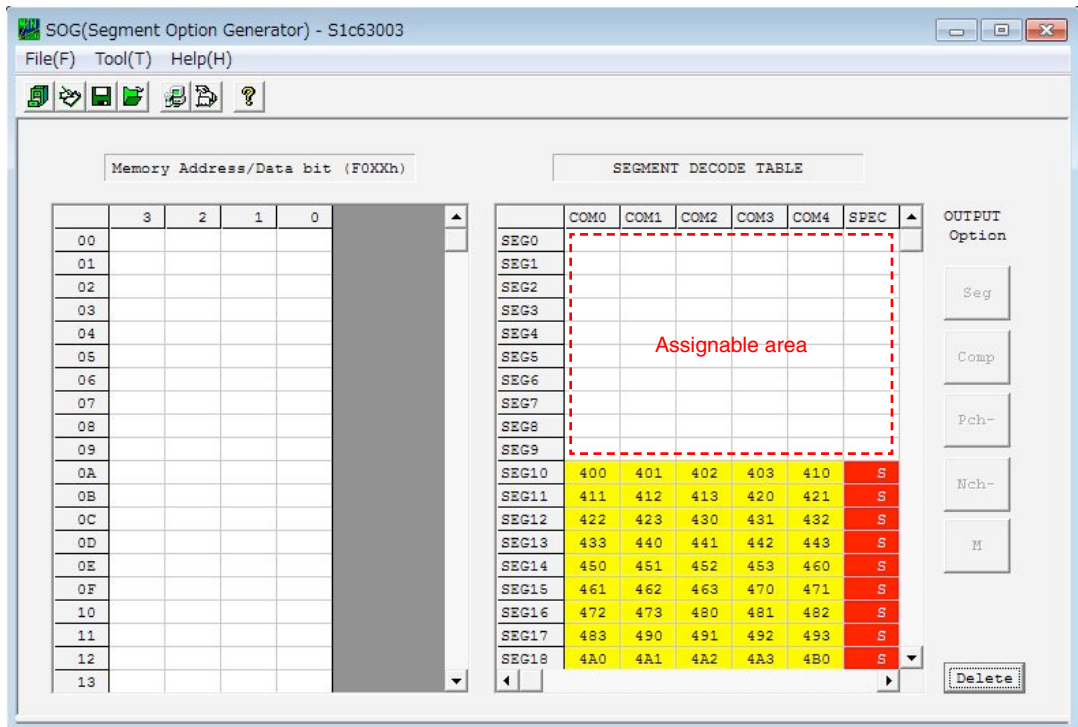 SOG(Segment Option Generator) - S1c63003
File(F) Tool(T) Help(H)
Memory Address/Data bit (F0XXh)
3 2 1 0
00
01
02
03
04
05
06
07
08
09
0A
0B
0C
0D
0E
0F
10
11
12
13
SEGMENT DECODE TABLE
COM0 COM1 COM2 COM3 COM4 SPEC
SEG0
SEG1
SEG2
SEG3
SEG4
SEG5
SEG6
SEG7
SEG8
SEG9
Assignable area
SEG10 400 401 402 403 410 S
SEG11 411 412 413 420 421 S
SEG12 422 423 430 431 432 S
SEG13 433 440 441 442 443 S
SEG14 450 451 452 453 460 S
SEG15 461 462 463 470 471 S
SEG16 472 473 480 481 482 S
SEG17 483 490 491 492 493 S
SEG18 4A0 4A1 4A2 4A3 4B0 S
OUTPUT
Option
Seg
Comp
Pch-
Nch-
M
Delete